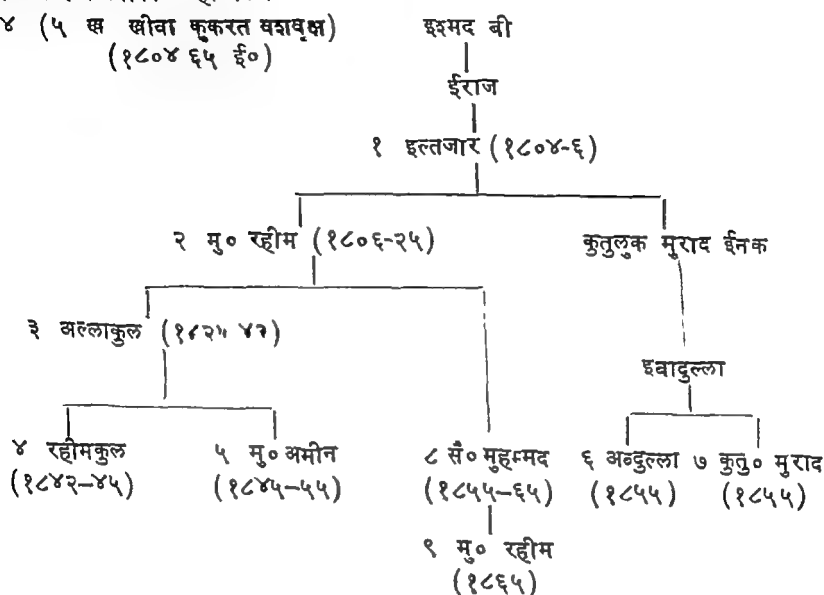 ४ (५ ख खीवा कुकरत वशवृक्ष)
(१८०४ ६५ ई०)
इश्मद बी
ईराज
१ इल्तजार (१८०४-६)
२ मु० रहीम (१८०६-२५)
कुतुलुक मुराद ईनक
३ अल्लाकुल (१८२५ ४२)
इबादुल्ला
४ रहीमकुल
(१८४२-४५)
५ मु० अमीन
(१८४५-५५)
८ सै० मुहम्मद
(१८५५-६५)
६ अब्दुल्ला
(१८५५)
७ कुतु० मुराद
(१८५५)
९ मु० रहीम
(१८६५)